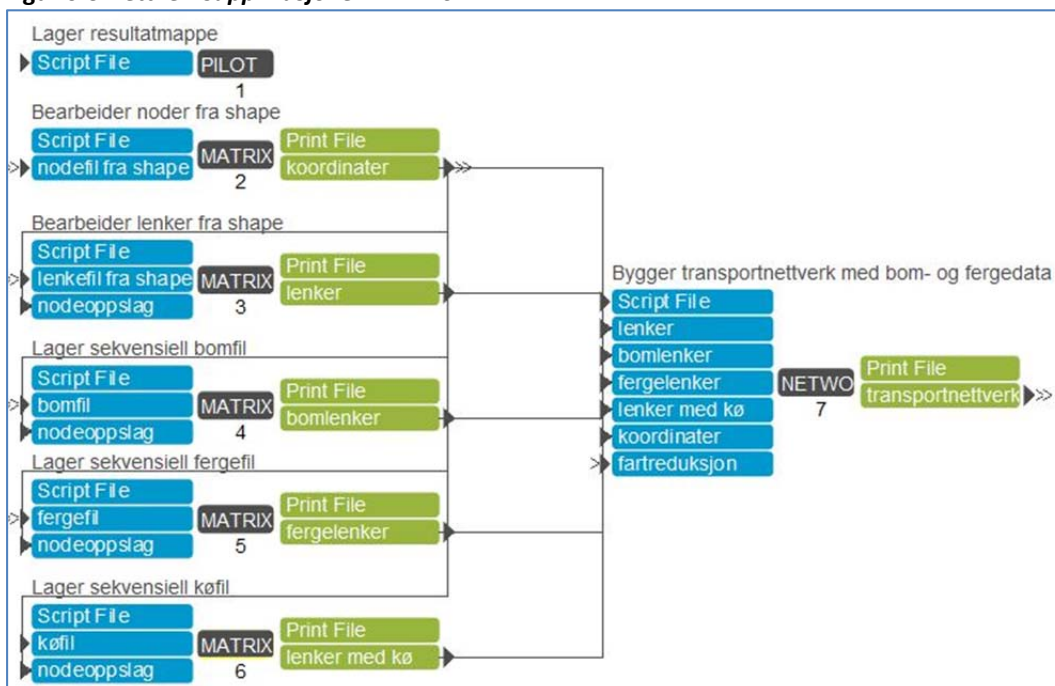 Lager resultatmappe
Script File
PILOT
1
Bearbeider noder fra shape
Script File
nodefil fra shape
MATRIX
2
Print File
koordinater
Bearbeider lenker fra shape
Script File
lenkefil fra shape
nodeoppslag
MATRIX
3
Print File
lenker
Lager sekvensiell bomfil
Script File
bomfil
nodeoppslag
MATRIX
4
Print File
bomlenker
Lager sekvensiell fergefil
Script File
fergefil
nodeoppslag
MATRIX
5
Print File
fergelenker
Lager sekvensiell køfil
Script File
køfil
nodeoppslag
MATRIX
6
Print File
lenker med kø
Bygger transportnettverk med bom- og fergedata
Script File
lenker
bomlenker
fergelenker
lenker med kø
koordinater
fartreduksjon
NETWO
7
Print File
transportnettverk